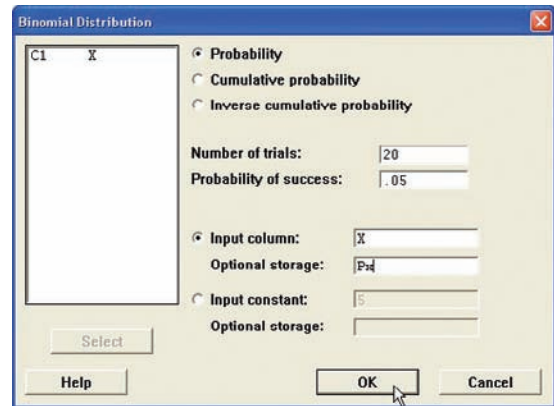 Binomial Distribution
C1 X
Probability
Cumulative probability
Inverse cumulative probability
Number of trials: 20
Probability of success: .05
Input column: X
Optional storage: Px
Input constant: 5
Optional storage:
Select
Help OK Cancel